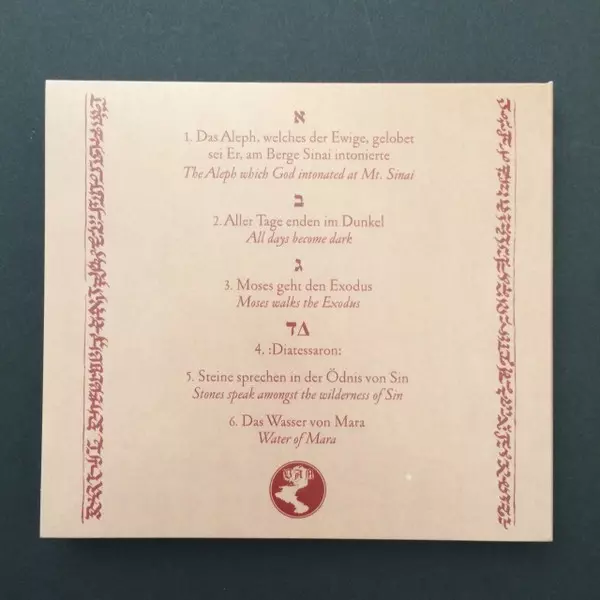 א
1. Das Aleph, welches der Ewige, gelobet
sei Er, am Berge Sinai intonierte
The Aleph which God intonated at Mt. Sinai
ב
2. Aller Tage enden im Dunkel
All days become dark
ג
3. Moses geht den Exodus
Moses walks the Exodus
ד Δ
4. :Diatessaron:
5. Steine sprechen in der Ödnis von Sin
Stones speak amongst the wilderness of Sin
6. Das Wasser von Mara
Water of Mara